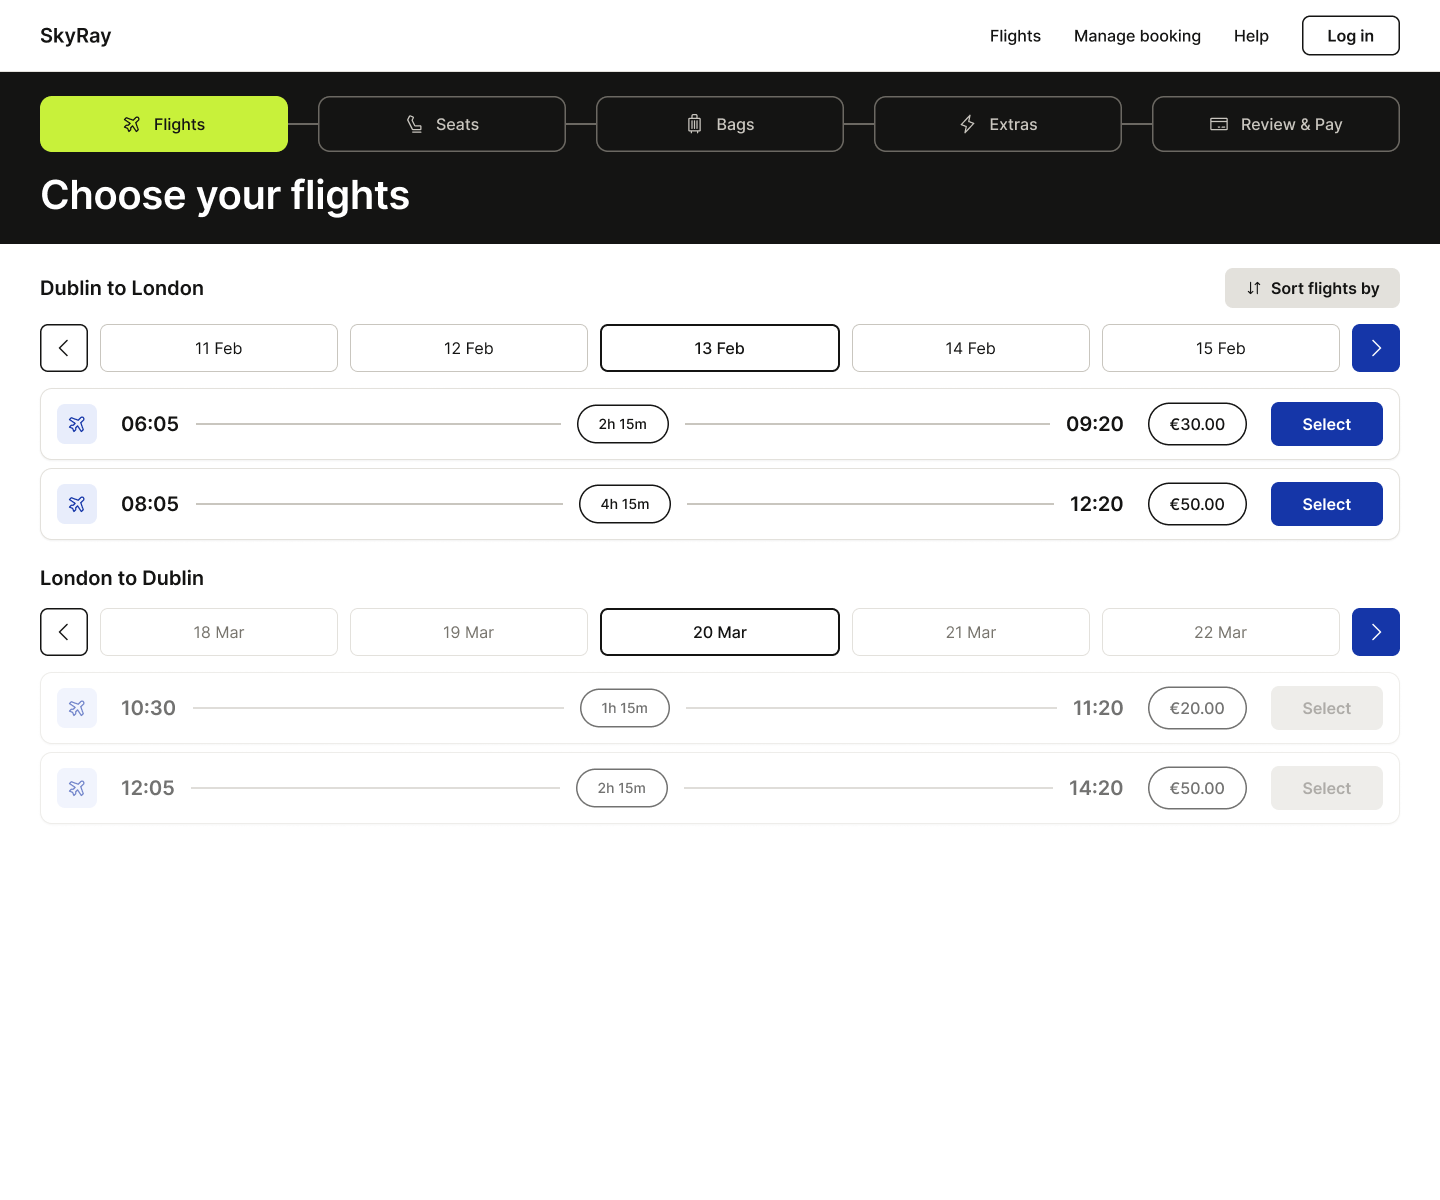 SkyRay
Flights Manage booking Help Log in
Flights Seats Bags Extras Review & Pay
Choose your flights
Dublin to London
Sort flights by
11 Feb 12 Feb 13 Feb 14 Feb 15 Feb
06:05 2h 15m 09:20 €30.00 Select
08:05 4h 15m 12:20 €50.00 Select
London to Dublin
18 Mar 19 Mar 20 Mar 21 Mar 22 Mar
10:30 1h 15m 11:20 €20.00 Select
12:05 2h 15m 14:20 €50.00 Select